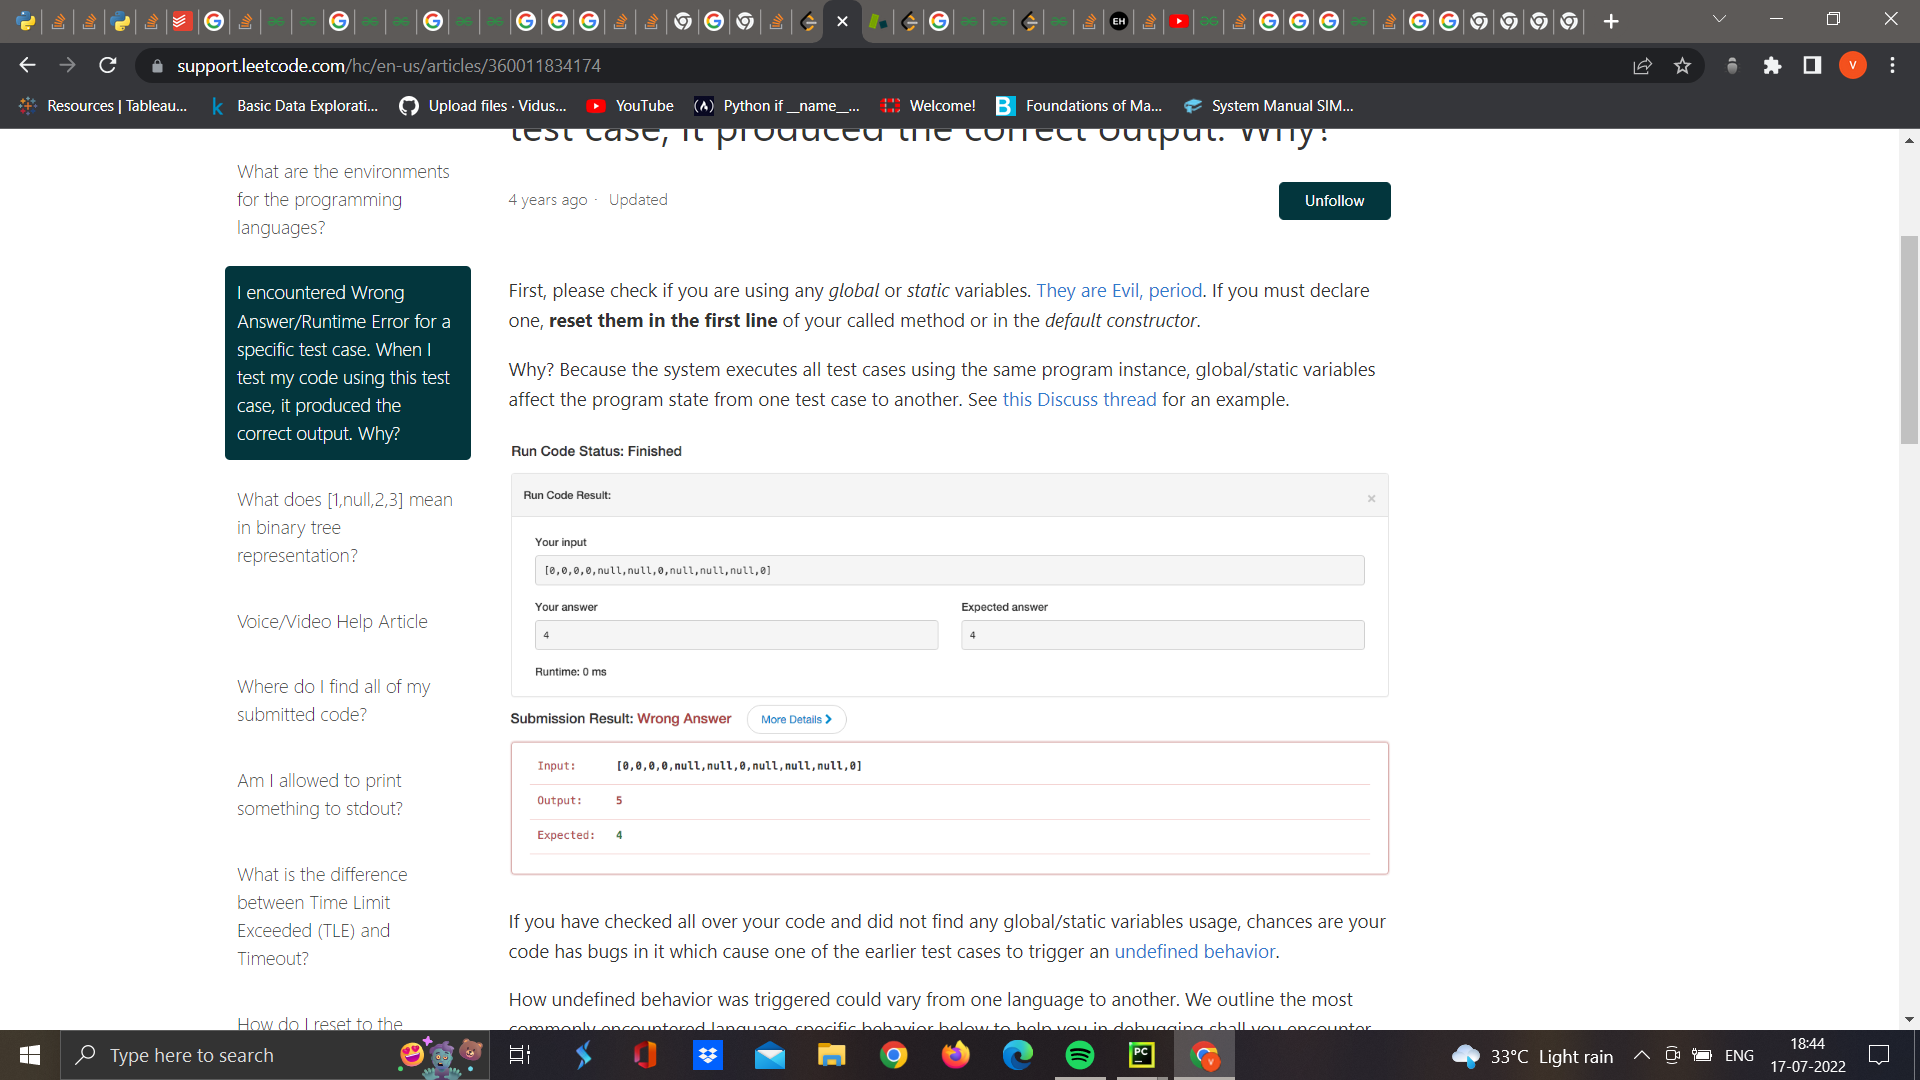 support.leetcode.com/hc/en-us/articles/360011834174
V
Resources | Tableau...
Basic Data Explorati...
Upload files · Vidus...
YouTube
Python if __name__...
Welcome!
Foundations of Ma...
System Manual SIM...
test case, it produced the correct output. Why?
4 years ago · Updated
Unfollow
What are the environments
for the programming
languages?
I encountered Wrong
Answer/Runtime Error for a
specific test case. When I
test my code using this test
case, it produced the
correct output. Why?
What does [1,null,2,3] mean
in binary tree
representation?
Voice/Video Help Article
Where do I find all of my
submitted code?
Am I allowed to print
something to stdout?
What is the difference
between Time Limit
Exceeded (TLE) and
Timeout?
How do I reset to the
First, please check if you are using any global or static variables. They are Evil, period. If you must declare
one, reset them in the first line of your called method or in the default constructor.
Why? Because the system executes all test cases using the same program instance, global/static variables
affect the program state from one test case to another. See this Discuss thread for an example.
Run Code Status: Finished
Run Code Result:
×
Your input
[0,0,0,0,null,null,0,null,null,null,0]
Your answer
Expected answer
4
4
Runtime: 0 ms
Submission Result: Wrong Answer
More Details
Input: [0,0,0,0,null,null,0,null,null,null,0]
Output: 5
Expected: 4
If you have checked all over your code and did not find any global/static variables usage, chances are your
code has bugs in it which cause one of the earlier test cases to trigger an undefined behavior.
How undefined behavior was triggered could vary from one language to another. We outline the most
commonly encountered language-specific behavior below to help you in debugging shall you encounter
Type here to search
PC
V
33°C Light rain
ENG
18:44
17-07-2022
EH